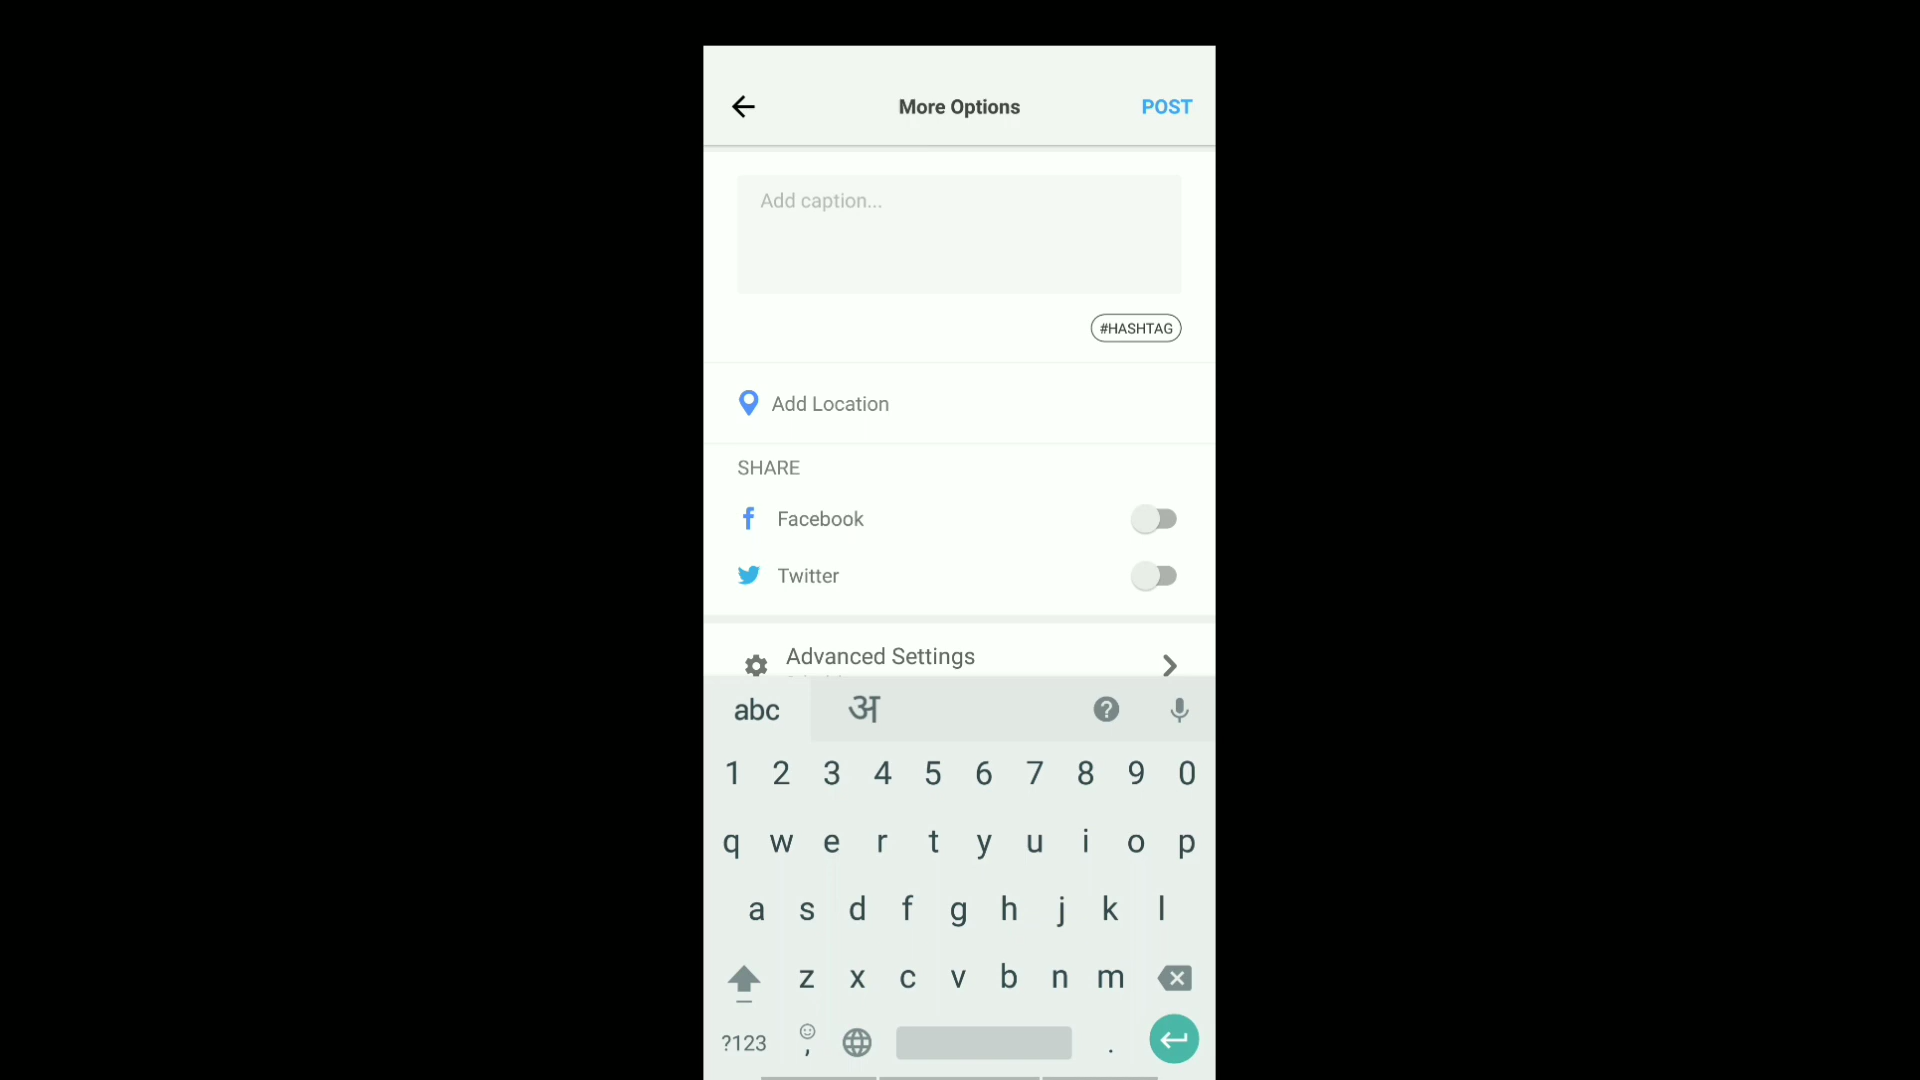 More Options
POST
Add caption...
#HASHTAG
Add Location
SHARE
Facebook
Twitter
Advanced Settings
abc अ
1 2 3 4 5 6 7 8 9 0
q w e r t y u i o p
a s d f g h j k l
z x c v b n m
?123 , .